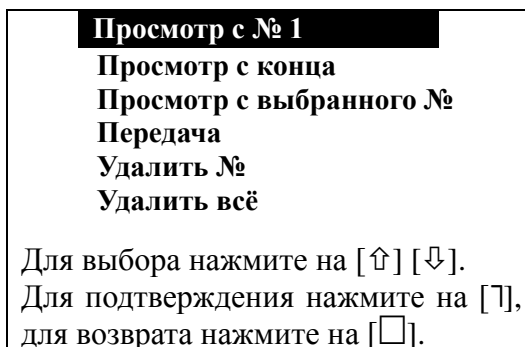 Просмотр с № 1
Просмотр с конца
Просмотр с выбранного №
Передача
Удалить №
Удалить всё
Для выбора нажмите на [⇧] [⇩].
Для подтверждения нажмите на [⅂],
для возврата нажмите на [☐].